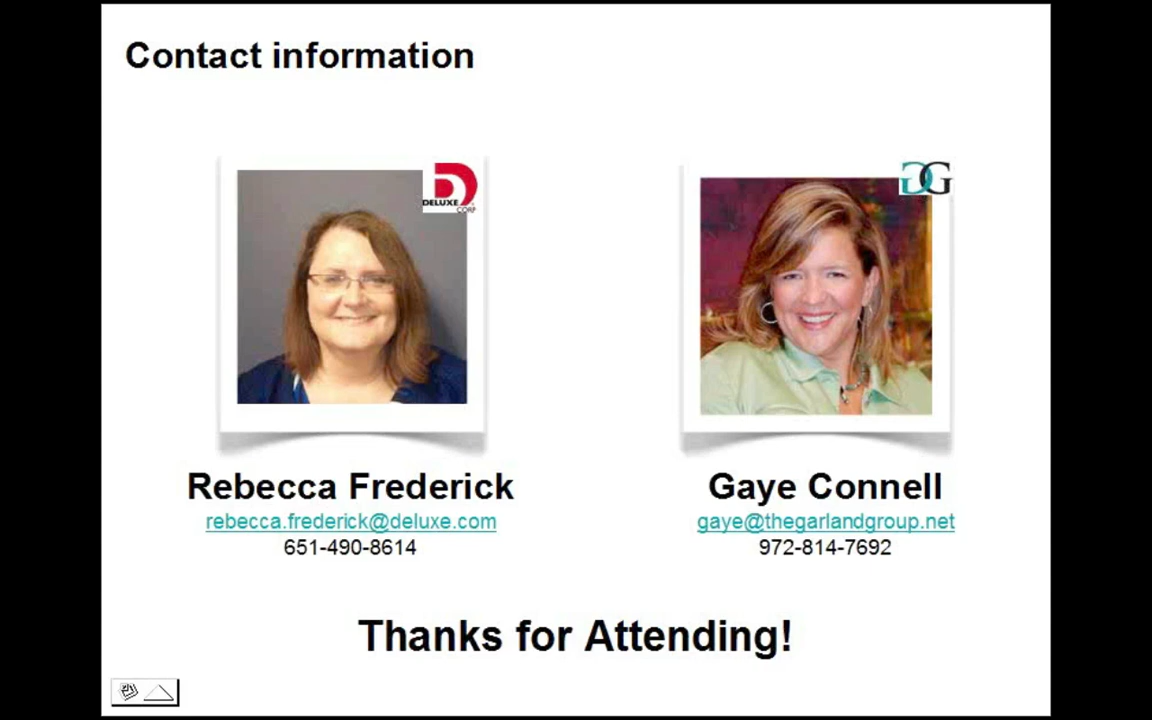 Contact information
DELUXE
CORP
GG
Rebecca Frederick
Gaye Connell
rebecca.frederick@deluxe.com
gaye@thegarlandgroup.net
651-490-8614
972-814-7692
Thanks for Attending!